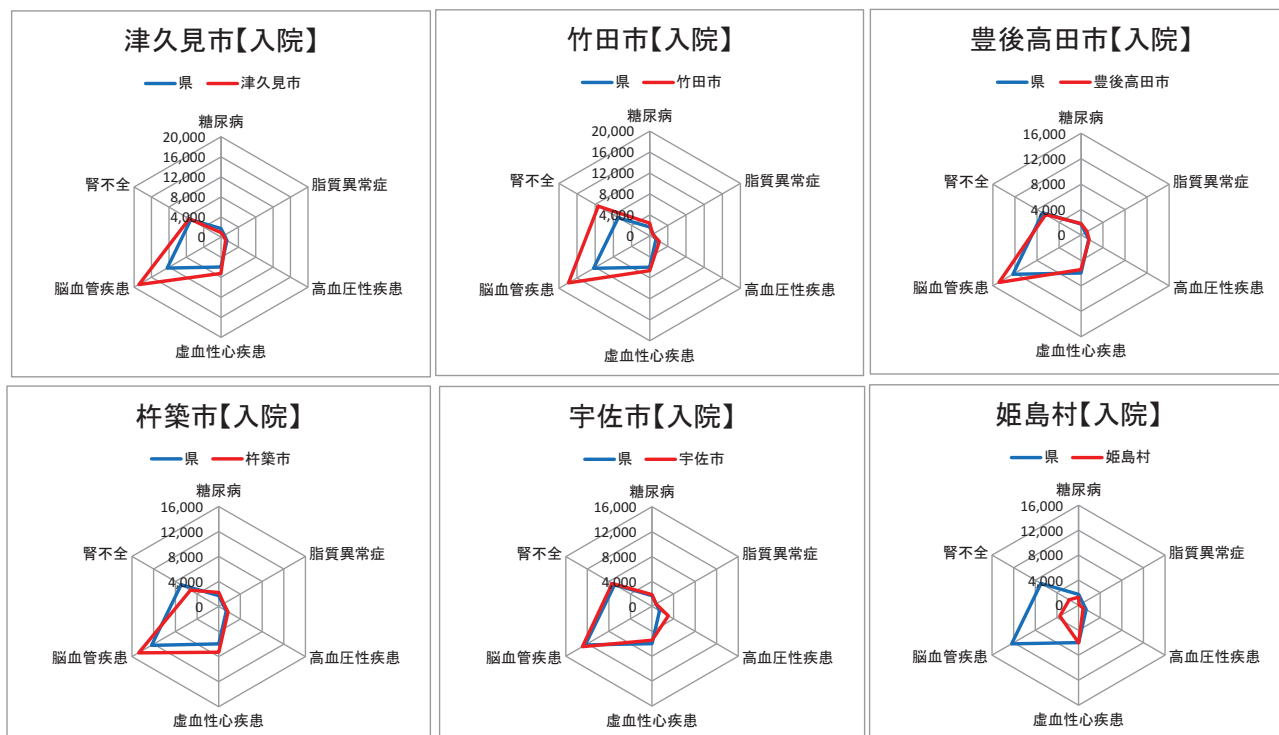 津久見市【入院】
県 津久見市
糖尿病
20,000
16,000
12,000
8,000
4,000
0
脂質異常症
高血圧性疾患
虚血性心疾患
脳血管疾患
腎不全
竹田市【入院】
県 竹田市
糖尿病
20,000
16,000
12,000
8,000
4,000
0
脂質異常症
高血圧性疾患
虚血性心疾患
脳血管疾患
腎不全
豊後高田市【入院】
県 豊後高田市
糖尿病
16,000
12,000
8,000
4,000
0
脂質異常症
高血圧性疾患
虚血性心疾患
脳血管疾患
腎不全
杵築市【入院】
県 杵築市
糖尿病
16,000
12,000
8,000
4,000
0
脂質異常症
高血圧性疾患
虚血性心疾患
脳血管疾患
腎不全
宇佐市【入院】
県 宇佐市
糖尿病
16,000
12,000
8,000
4,000
0
脂質異常症
高血圧性疾患
虚血性心疾患
脳血管疾患
腎不全
姫島村【入院】
県 姫島村
糖尿病
16,000
12,000
8,000
4,000
0
脂質異常症
高血圧性疾患
虚血性心疾患
脳血管疾患
腎不全